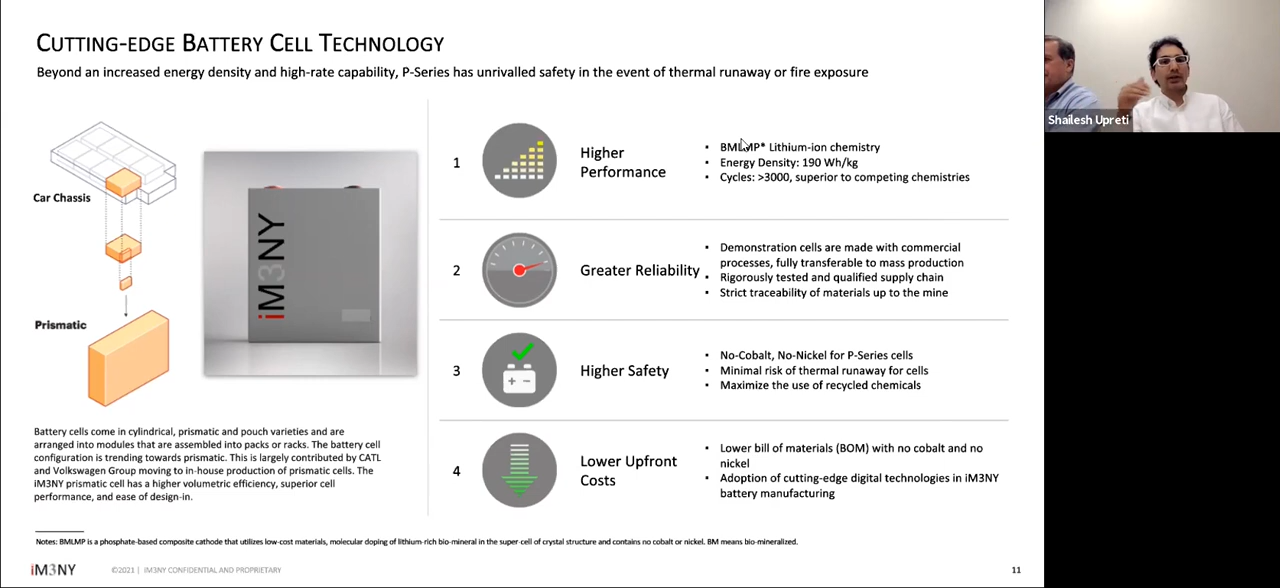 CUTTING-EDGE BATTERY CELL TECHNOLOGY
Beyond an increased energy density and high-rate capability, P-Series has unrivalled safety in the event of thermal runaway or fire exposure
Car Chassis
Prismatic
iM3NY
Battery cells come in cylindrical, prismatic and pouch varieties and are
arranged into modules that are assembled into packs or racks. The battery cell
configuration is trending towards prismatic. This is largely contributed by CATL
and Volkswagen Group moving to in-house production of prismatic cells. The
iM3NY prismatic cell has a higher volumetric efficiency, superior cell
performance, and ease of design-in.
1
Higher
Performance
• BMLMP* Lithium-ion chemistry
• Energy Density: 190 Wh/kg
• Cycles: >3000, superior to competing chemistries
2
Greater Reliability
• Demonstration cells are made with commercial
processes, fully transferable to mass production
• Rigorously tested and qualified supply chain
• Strict traceability of materials up to the mine
3
Higher Safety
• No-Cobalt, No-Nickel for P-Series cells
• Minimal risk of thermal runaway for cells
• Maximize the use of recycled chemicals
4
Lower Upfront
Costs
• Lower bill of materials (BOM) with no cobalt and no
nickel
• Adoption of cutting-edge digital technologies in iM3NY
battery manufacturing
Notes: BMLMP is a phosphate-based composite cathode that utilizes low-cost materials, molecular doping of lithium-rich bio-mineral in the super-cell of crystal structure and contains no cobalt or nickel. BM means bio-mineralized.
iM3NY
©2021 | IM3NY CONFIDENTIAL AND PROPRIETARY
11
Shailesh Upreti